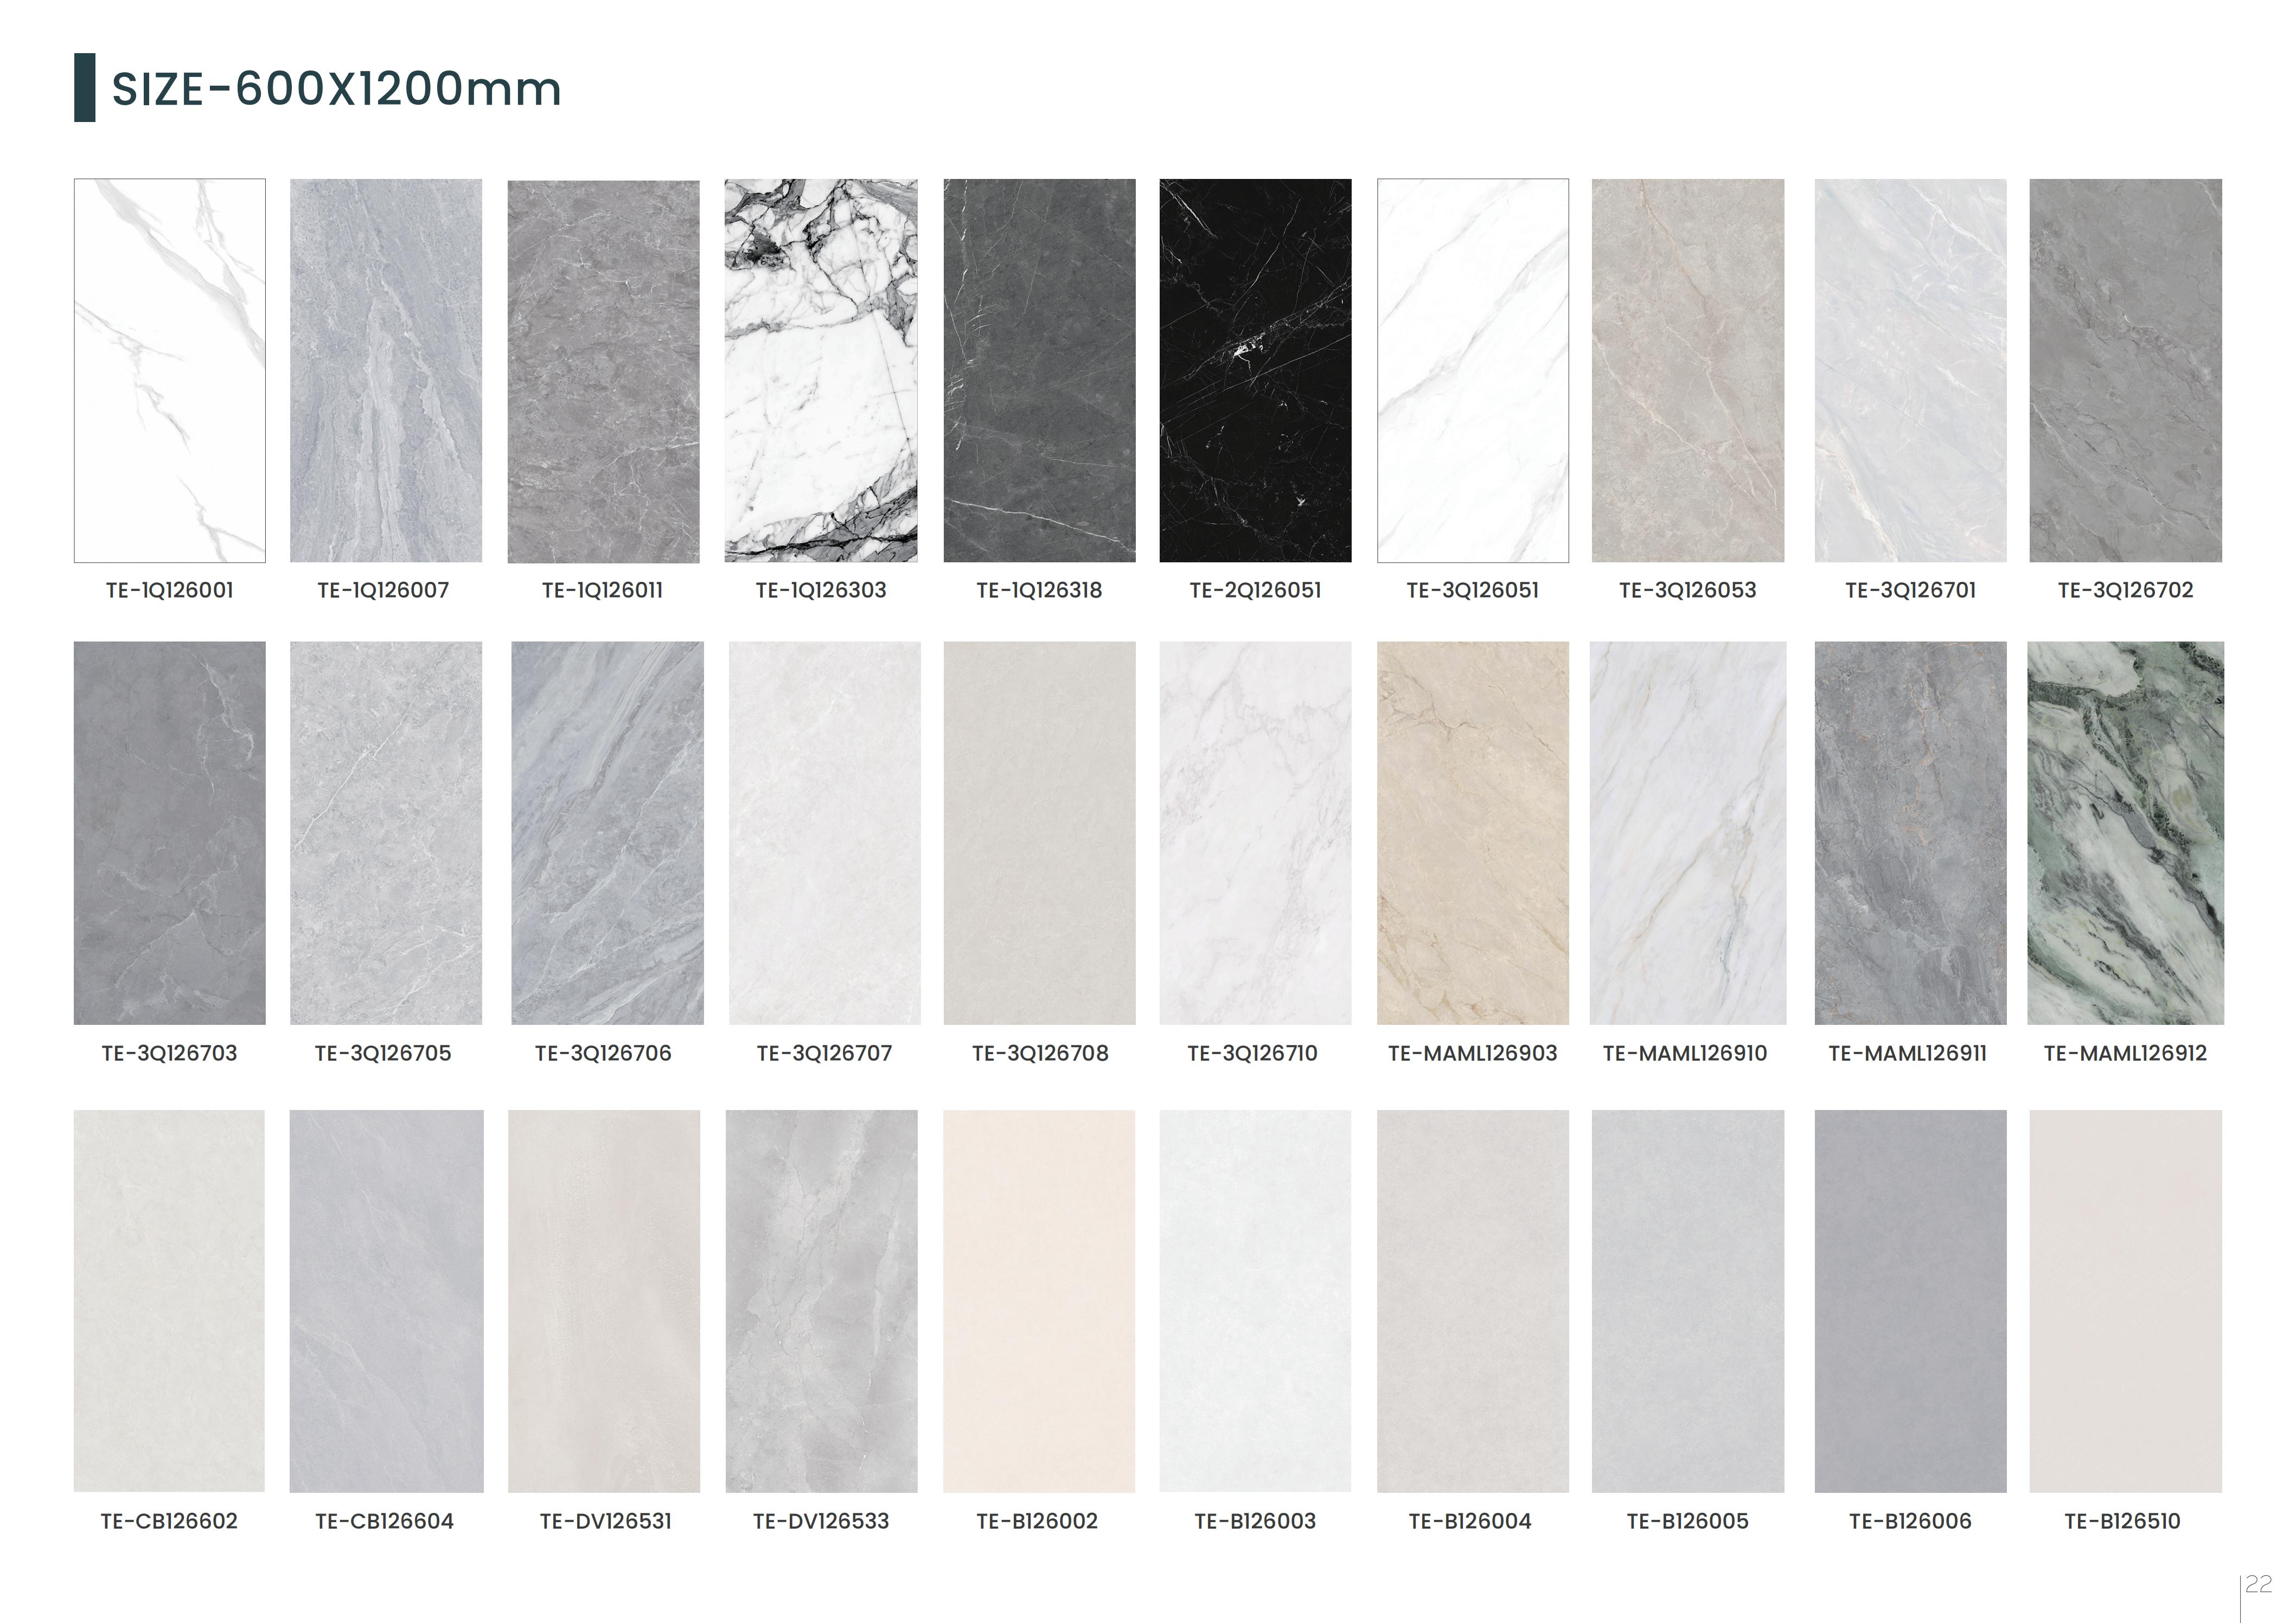 SIZE-600X1200mm
TE-1Q126001 TE-1Q126007 TE-1Q126011 TE-1Q126303 TE-1Q126318 TE-2Q126051 TE-3Q126051 TE-3Q126053 TE-3Q126701 TE-3Q126702
TE-3Q126703 TE-3Q126705 TE-3Q126706 TE-3Q126707 TE-3Q126708 TE-3Q126710 TE-MAML126903 TE-MAML126910 TE-MAML126911 TE-MAML126912
TE-CB126602 TE-CB126604 TE-DV126531 TE-DV126533 TE-B126002 TE-B126003 TE-B126004 TE-B126005 TE-B126006 TE-B126510
22